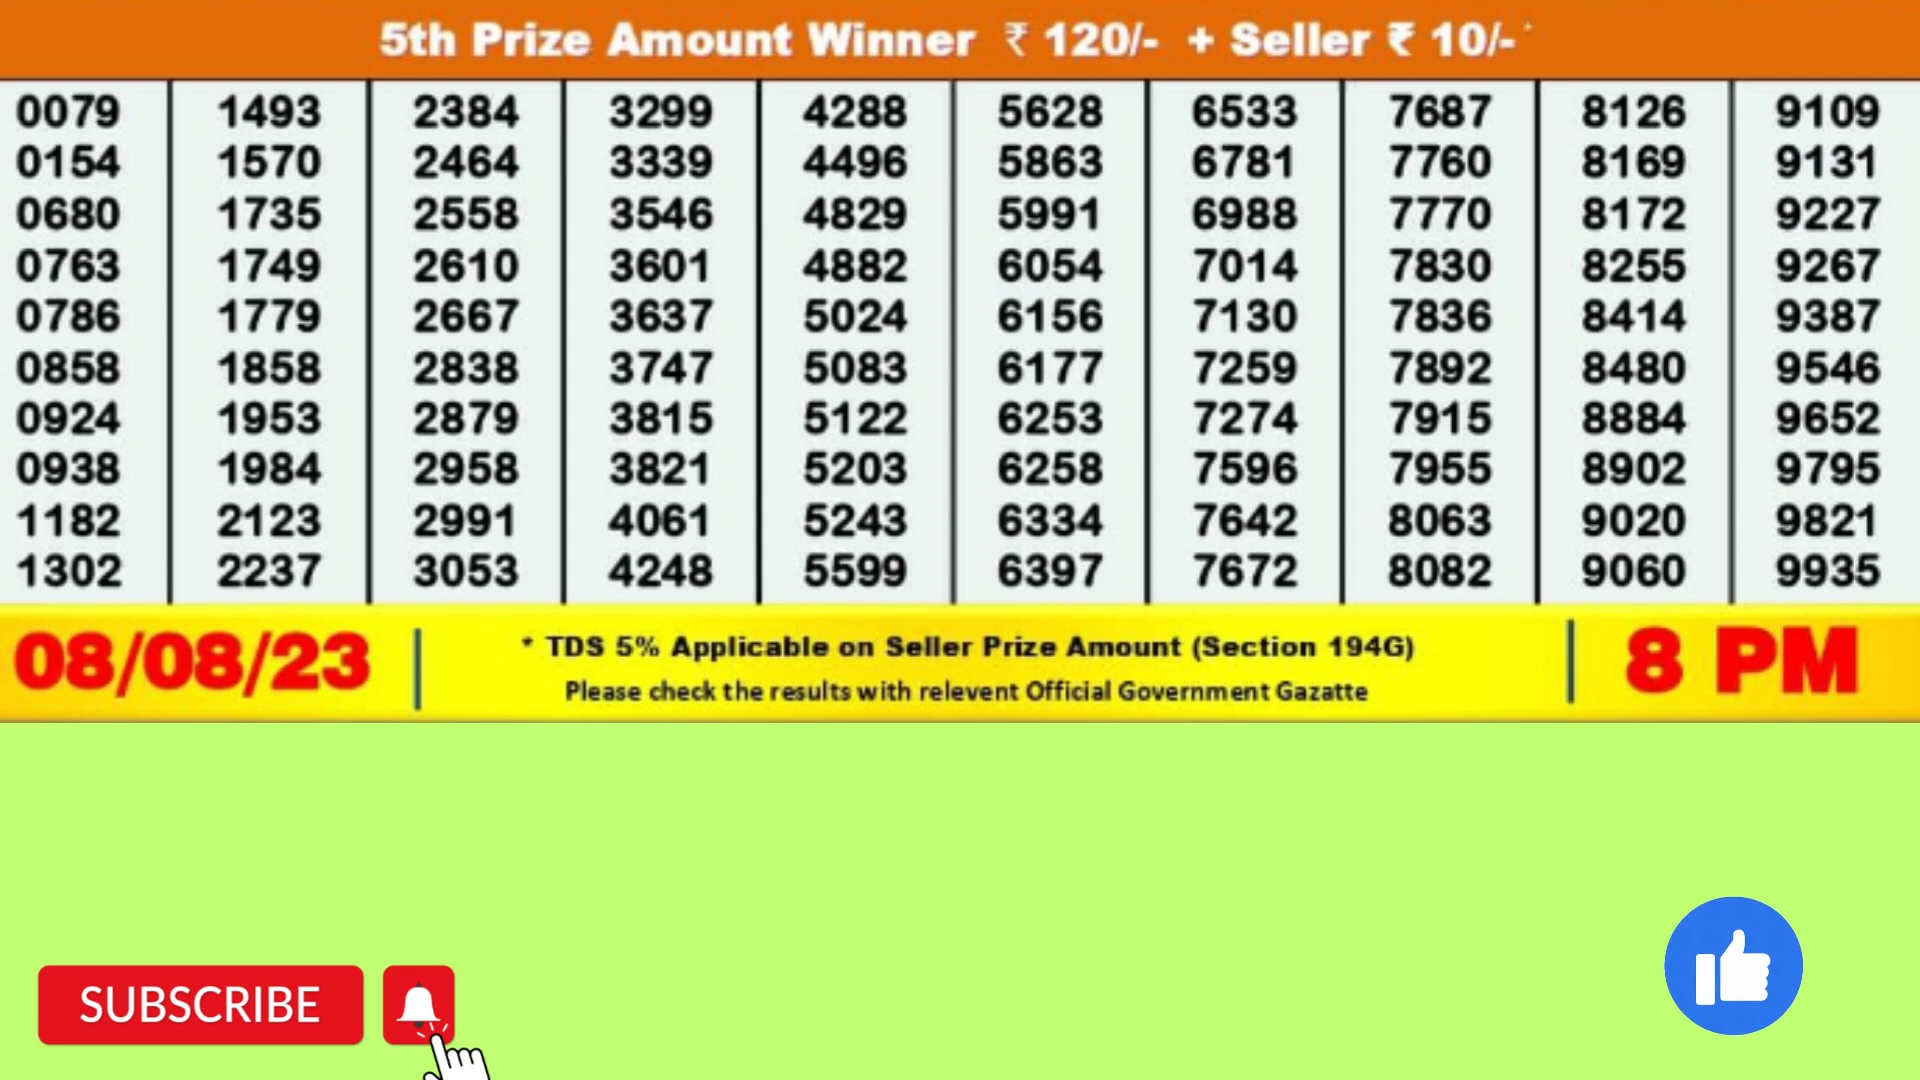 5th Prize Amount Winner ₹ 120/- + Seller ₹ 10/- *
0079 1493 2384 3299 4288 5628 6533 7687 8126 9109
0154 1570 2464 3339 4496 5863 6781 7760 8169 9131
0680 1735 2558 3546 4829 5991 6988 7770 8172 9227
0763 1749 2610 3601 4882 6054 7014 7830 8255 9267
0786 1779 2667 3637 5024 6156 7130 7836 8414 9387
0858 1858 2838 3747 5083 6177 7259 7892 8480 9546
0924 1953 2879 3815 5122 6253 7274 7915 8884 9652
0938 1984 2958 3821 5203 6258 7596 7955 8902 9795
1182 2123 2991 4061 5243 6334 7642 8063 9020 9821
1302 2237 3053 4248 5599 6397 7672 8082 9060 9935
08/08/23
* TDS 5% Applicable on Seller Prize Amount (Section 194G)
Please check the results with relevent Official Government Gazatte
8 PM
SUBSCRIBE